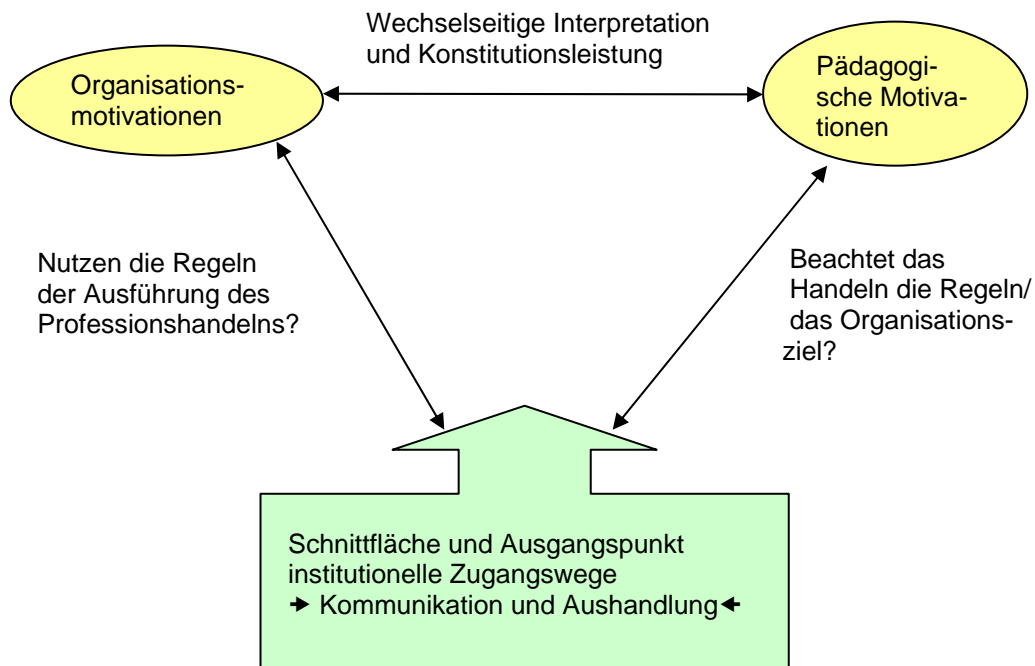 Wechselseitige Interpretation
und Konstitutionsleistung
Organisations-
motivationen
Pädagogi-
sche Motiva-
tionen
Nutzen die Regeln
der Ausführung des
Professionshandelns?
Beachtet das
Handeln die Regeln/
das Organisations-
ziel?
Schnittfläche und Ausgangspunkt
institutionelle Zugangswege
➔ Kommunikation und Aushandlung🡰